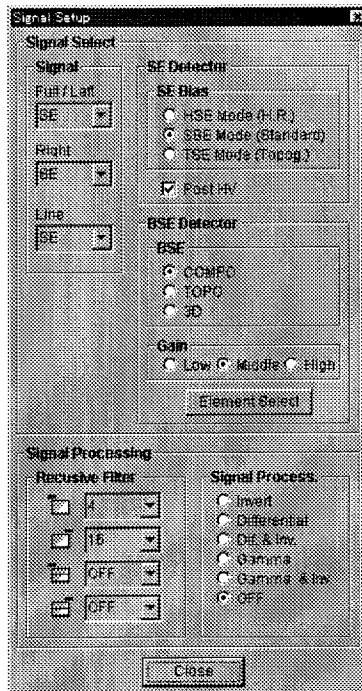 Signal Setup
Signal Select
Signal
Full / Left
SE
Right
SE
Line
SE
SE Detector
SE Bias
HSE Mode (H.R.)
SBE Mode (Standard)
TSE Mode (Topog.)
Post HV
BSE Detector
BSE
COMPO
TOPO
3D
Gain
Low Middle High
Element Select
Signal Processing
Recusive Filter
4
16
OFF
OFF
Signal Process.
Invert
Differential
Dif. & Inv.
Gamma
Gamma & Inv.
OFF
Close